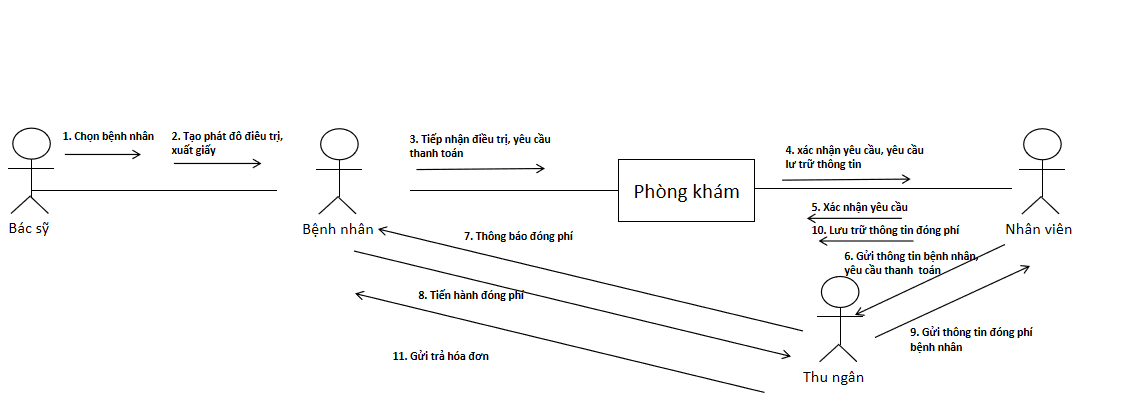 1. Chọn bệnh nhân
2. Tạo phát đồ điêu trị,
xuất giấy
3. Tiếp nhận điều trị, yêu cầu
thanh toán
4. xác nhận yêu cầu, yêu cầu
lư trữ thông tin
Phòng khám
5. Xác nhận yêu cầu
Bác sỹ
Bệnh nhân
7. Thông báo đóng phí
10. Lưu trữ thông tin đóng phí
Nhân viên
6. Gửi thông tin bệnh nhân,
yêu cầu thanh toán
8. Tiến hành đóng phí
9. Gửi thông tin đóng phí
bệnh nhân
11. Gửi trả hóa đơn
Thu ngân